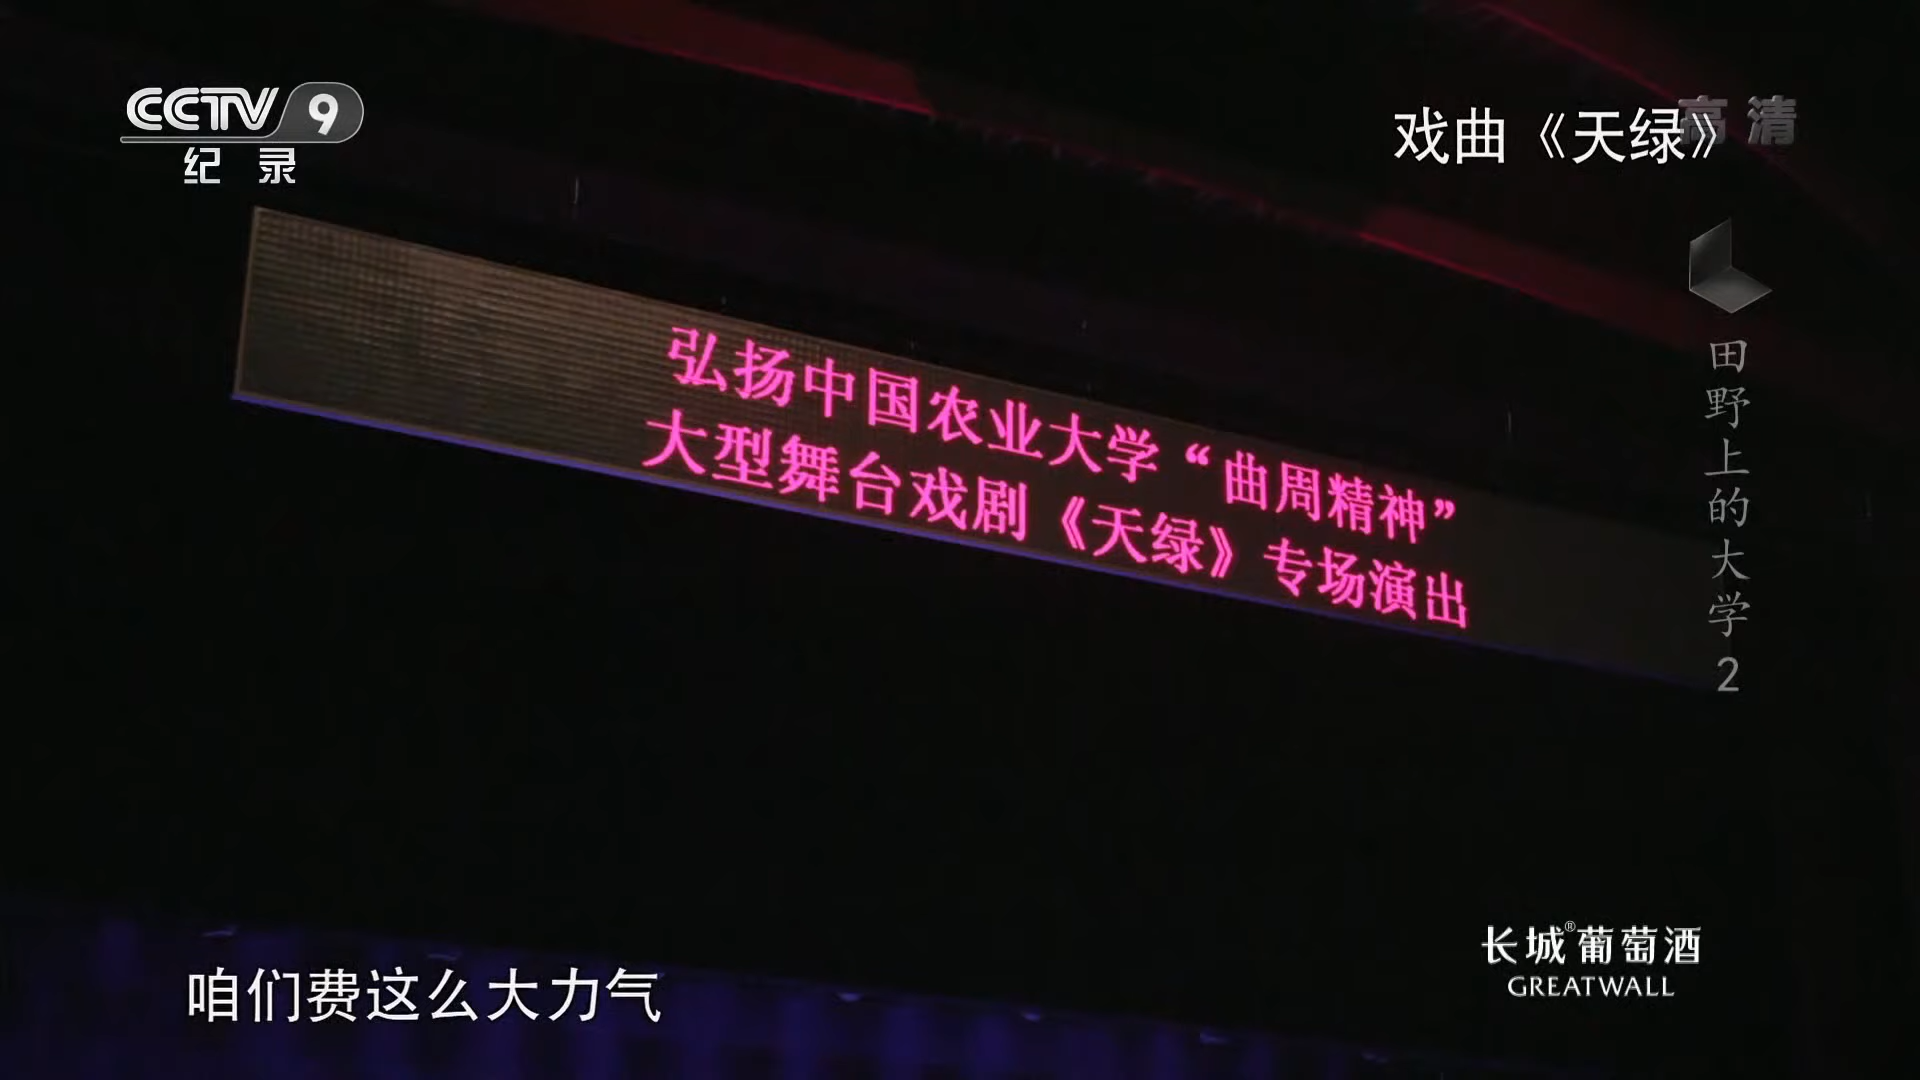 CCTV 9
纪录
高清
戏曲《天绿》
弘扬中国农业大学“曲周精神”
大型舞台戏剧《天绿》专场演出
田野上的大学2
长城®葡萄酒
GREATWALL
咱们费这么大力气